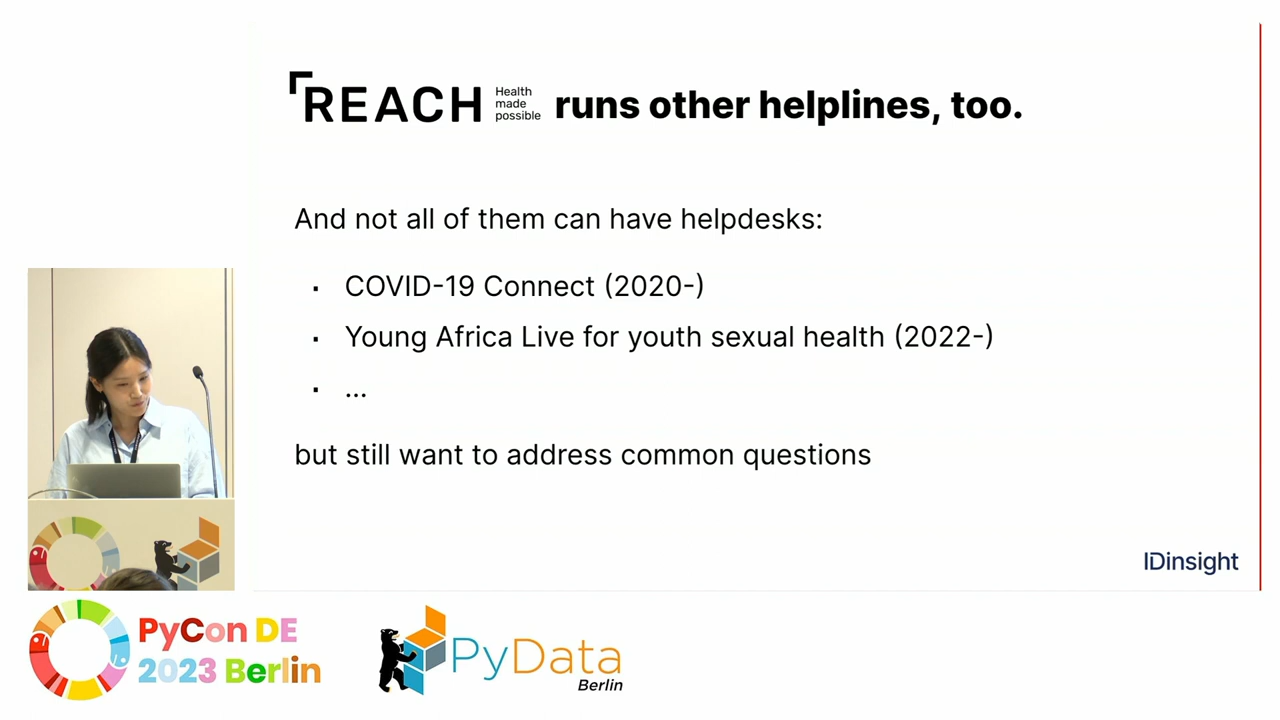 REACH Health made possible runs other helplines, too.
And not all of them can have helpdesks:
▪ COVID-19 Connect (2020-)
▪ Young Africa Live for youth sexual health (2022-)
▪ ...
but still want to address common questions
IDinsight
PyCon DE
2023 Berlin
PyData
Berlin